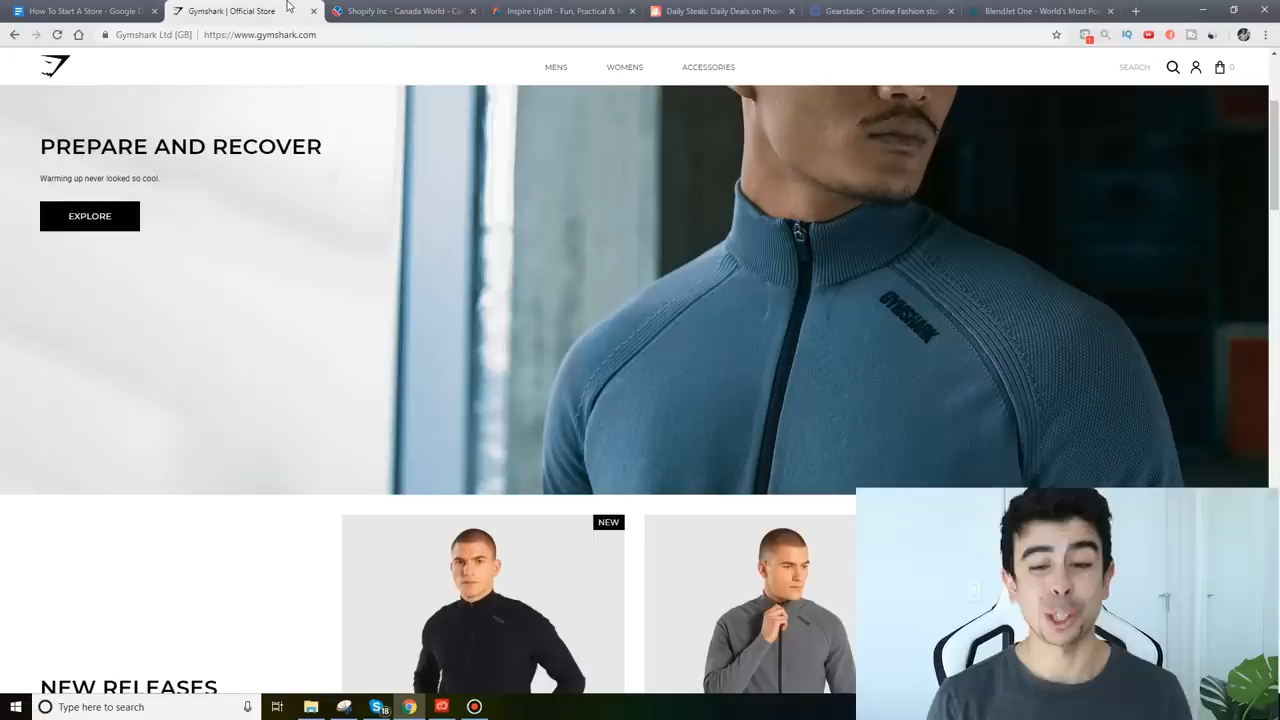 How To Start A Store - Google D
Gymshark | Official Store
Shopify Inc - Canada World - Ca
Inspire Uplift - Fun, Practical & I
Daily Steals: Daily Deals on Phon
Gearstastic - Online Fashion stor
BlendJet One - World's Most Po
Gymshark Ltd [GB] | https://www.gymshark.com
MENS WOMENS ACCESSORIES SEARCH 0
PREPARE AND RECOVER
Warming up never looked so cool.
EXPLORE
GYMSHARK
NEW
NEW RELEASES
Type here to search
18